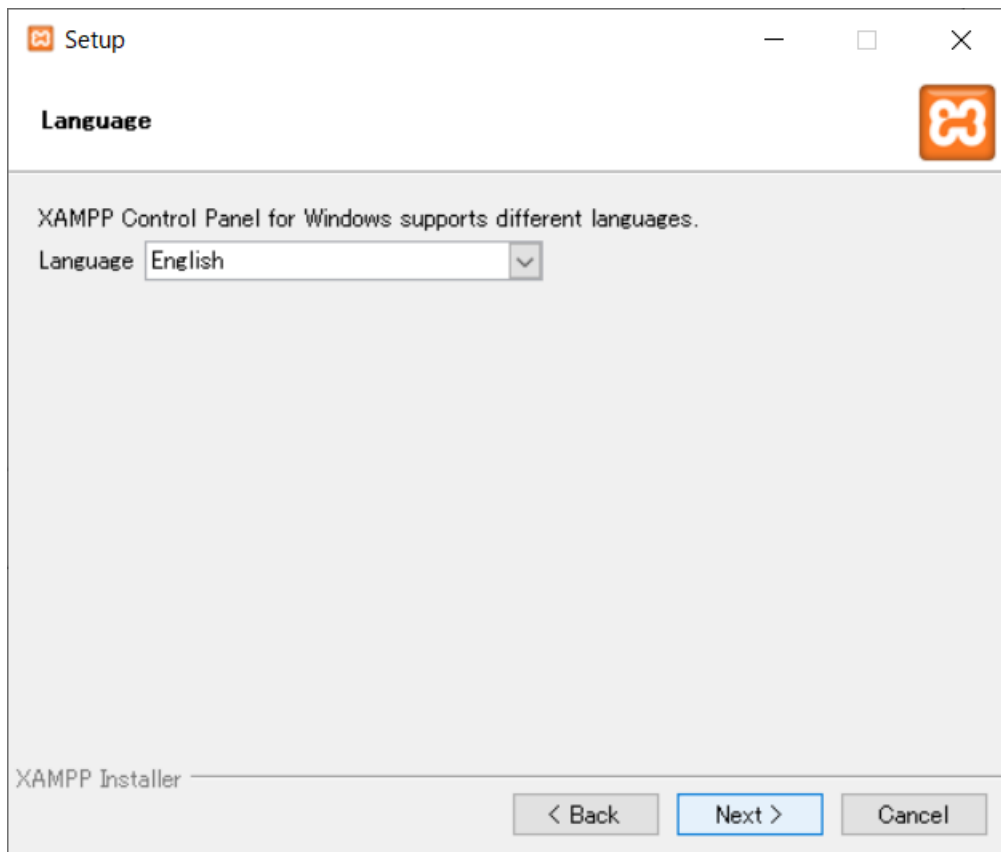 Setup
Language
XAMPP Control Panel for Windows supports different languages.
Language English
XAMPP Installer
< Back Next > Cancel